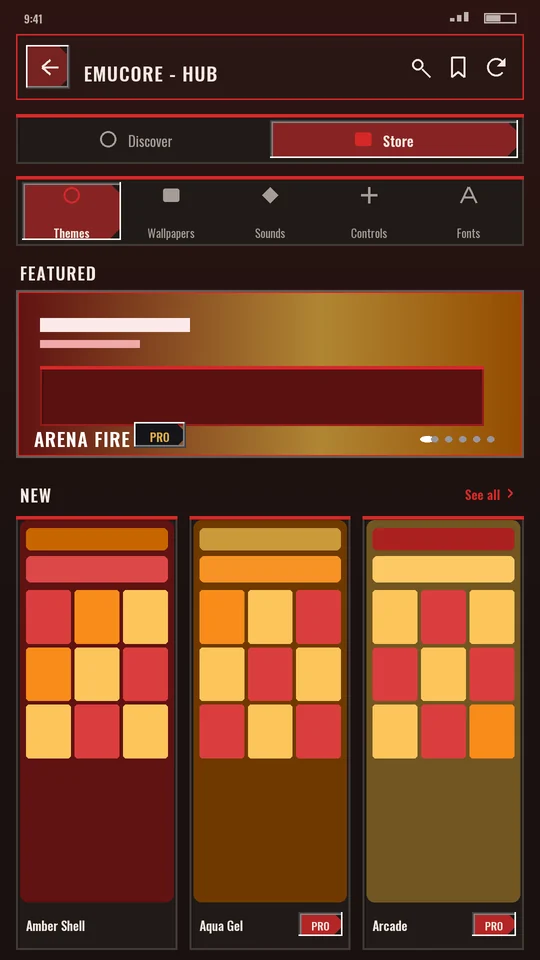 9:41
EMUCORE - HUB
Discover
Store
Themes
Wallpapers
Sounds
Controls
Fonts
FEATURED
ARENA FIRE
PRO
NEW
See all
Amber Shell
Aqua Gel
PRO
Arcade
PRO